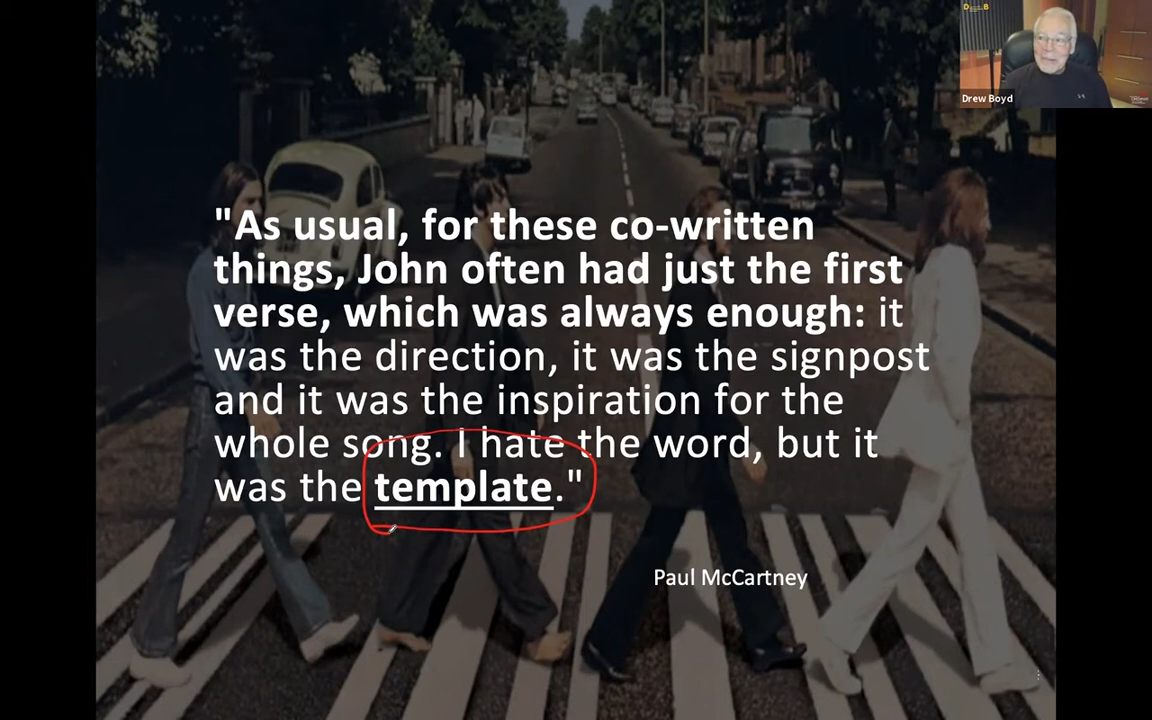 D B
Drew Boyd
"As usual, for these co-written
things, John often had just the first
verse, which was always enough: it
was the direction, it was the signpost
and it was the inspiration for the
whole song. I hate the word, but it
was the template."
Paul McCartney